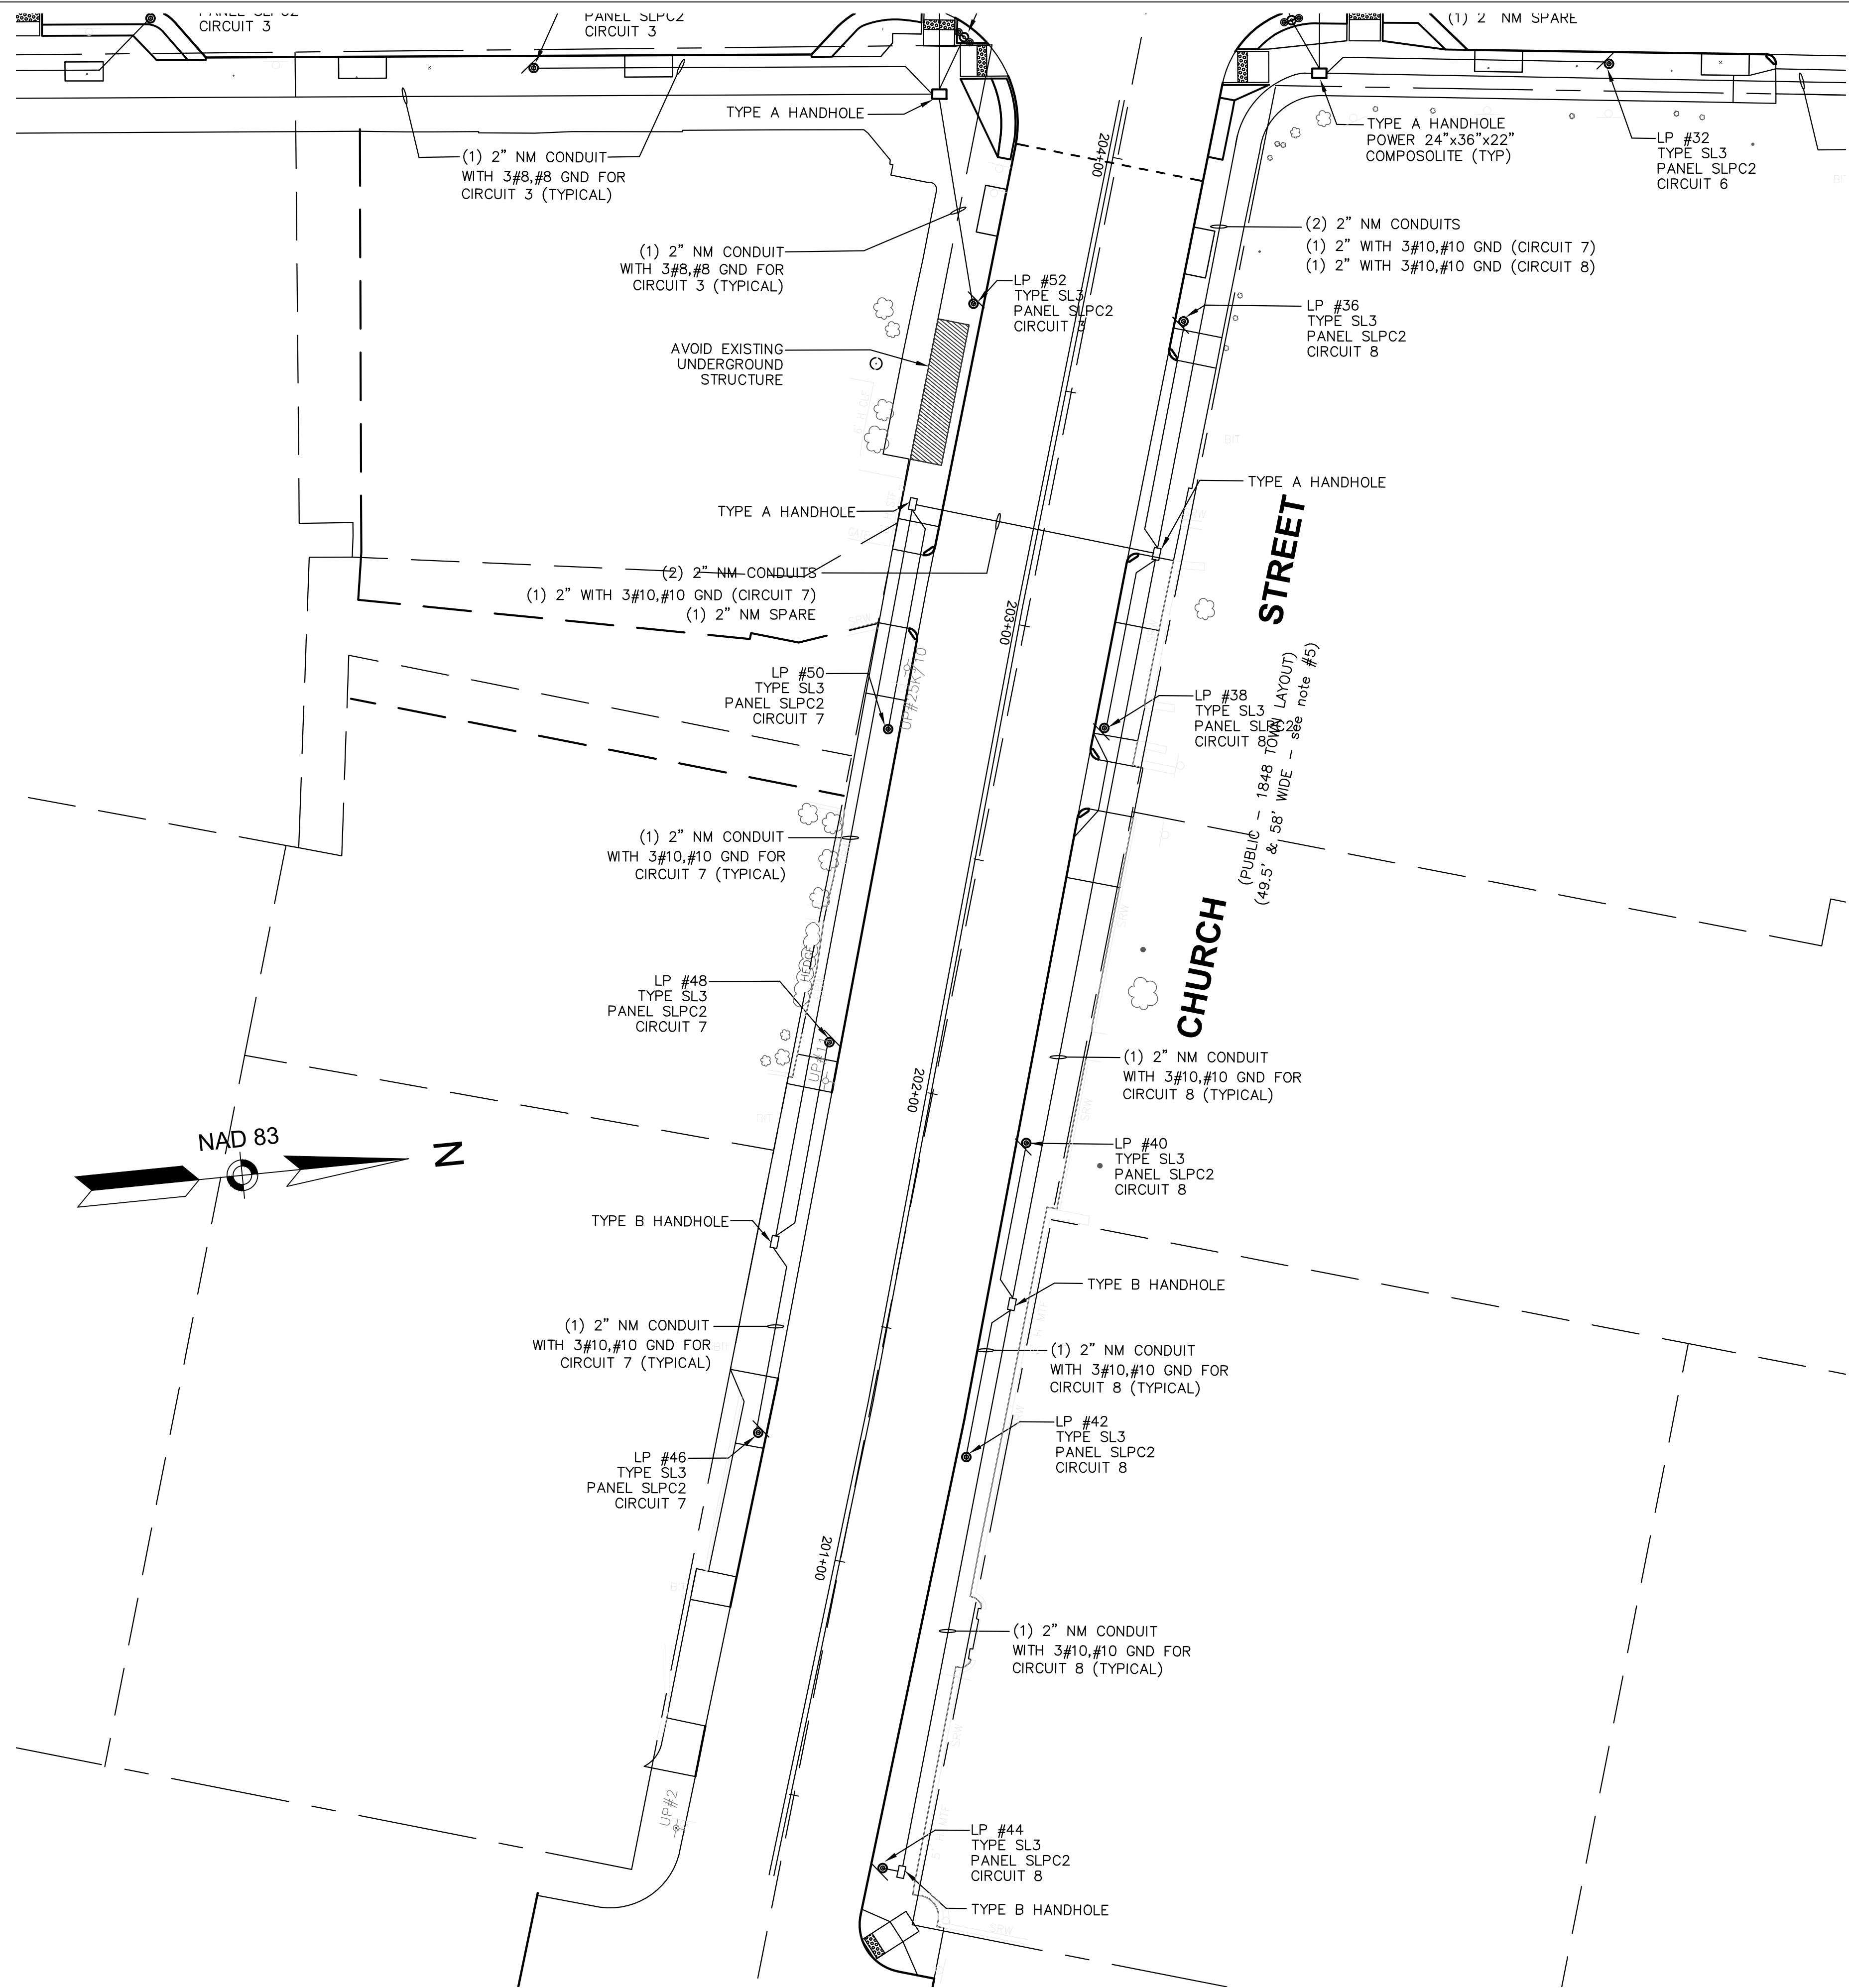 CIRCUIT 3
PANEL SLPC2
CIRCUIT 3
(1) 2" NM SPARE
TYPE A HANDHOLE
(1) 2" NM CONDUIT
WITH 3#8,#8 GND FOR
CIRCUIT 3 (TYPICAL)
204+00
TYPE A HANDHOLE
POWER 24"x36"x22"
COMPOSOLITE (TYP)
LP #32
TYPE SL3
PANEL SLPC2
CIRCUIT 6
(2) 2" NM CONDUITS
(1) 2" WITH 3#10,#10 GND (CIRCUIT 7)
(1) 2" WITH 3#10,#10 GND (CIRCUIT 8)
(1) 2" NM CONDUIT
WITH 3#8,#8 GND FOR
CIRCUIT 3 (TYPICAL)
LP #52
TYPE SL3
PANEL SLPC2
CIRCUIT 3
LP #36
TYPE SL3
PANEL SLPC2
CIRCUIT 8
AVOID EXISTING
UNDERGROUND
STRUCTURE
BIT
TYPE A HANDHOLE
TYPE A HANDHOLE
STREET
(2) 2" NM CONDUITS
(1) 2" WITH 3#10,#10 GND (CIRCUIT 7)
(1) 2" NM SPARE
203+00
LP #50
TYPE SL3
PANEL SLPC2
CIRCUIT 7
UP#25K910
LP #38
TYPE SL3
PANEL SLPC2
CIRCUIT 8
(PUBLIC - 1848 TOWN LAYOUT)
(49.5' & 58' WIDE - see note #5)
(1) 2" NM CONDUIT
WITH 3#10,#10 GND FOR
CIRCUIT 7 (TYPICAL)
CHURCH
SRW
HEDGE
LP #48
TYPE SL3
PANEL SLPC2
CIRCUIT 7
UP#11
202+00
BIT
(1) 2" NM CONDUIT
WITH 3#10,#10 GND FOR
CIRCUIT 8 (TYPICAL)
SRW
NAD 83
N
LP #40
TYPE SL3
PANEL SLPC2
CIRCUIT 8
TYPE B HANDHOLE
TYPE B HANDHOLE
(1) 2" NM CONDUIT
WITH 3#10,#10 GND FOR
CIRCUIT 7 (TYPICAL)
BIT
(1) 2" NM CONDUIT
WITH 3#10,#10 GND FOR
CIRCUIT 8 (TYPICAL)
LP #42
TYPE SL3
PANEL SLPC2
CIRCUIT 8
LP #46
TYPE SL3
PANEL SLPC2
CIRCUIT 7
201+00
BIT
(1) 2" NM CONDUIT
WITH 3#10,#10 GND FOR
CIRCUIT 8 (TYPICAL)
SRW
UP#2
LP #44
TYPE SL3
PANEL SLPC2
CIRCUIT 8
TYPE B HANDHOLE
SRW